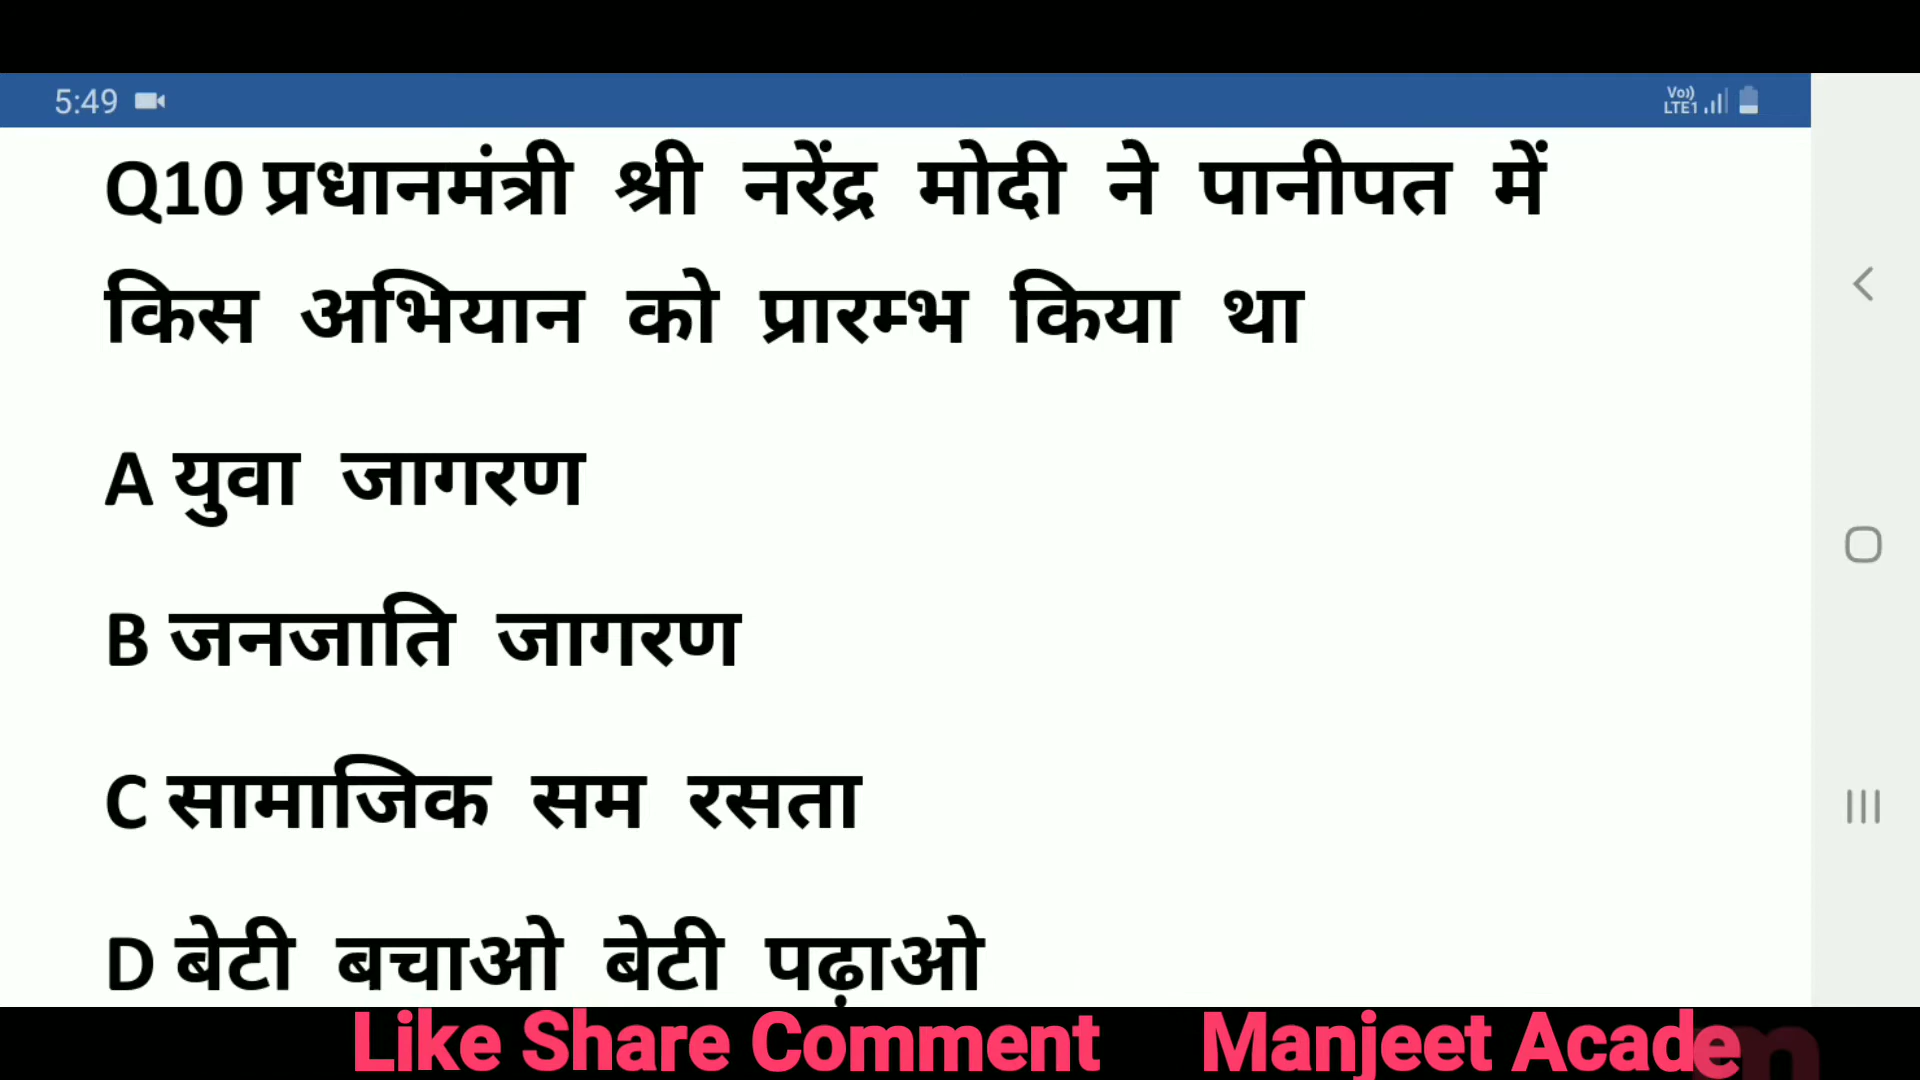 5:49
Vo)) LTE1
Q10 प्रधानमंत्री श्री नरेंद्र मोदी ने पानीपत में
किस अभियान को प्रारम्भ किया था
A युवा जागरण
B जनजाति जागरण
C सामाजिक सम रसता
D बेटी बचाओ बेटी पढ़ाओ
Like Share Comment Manjeet Academ